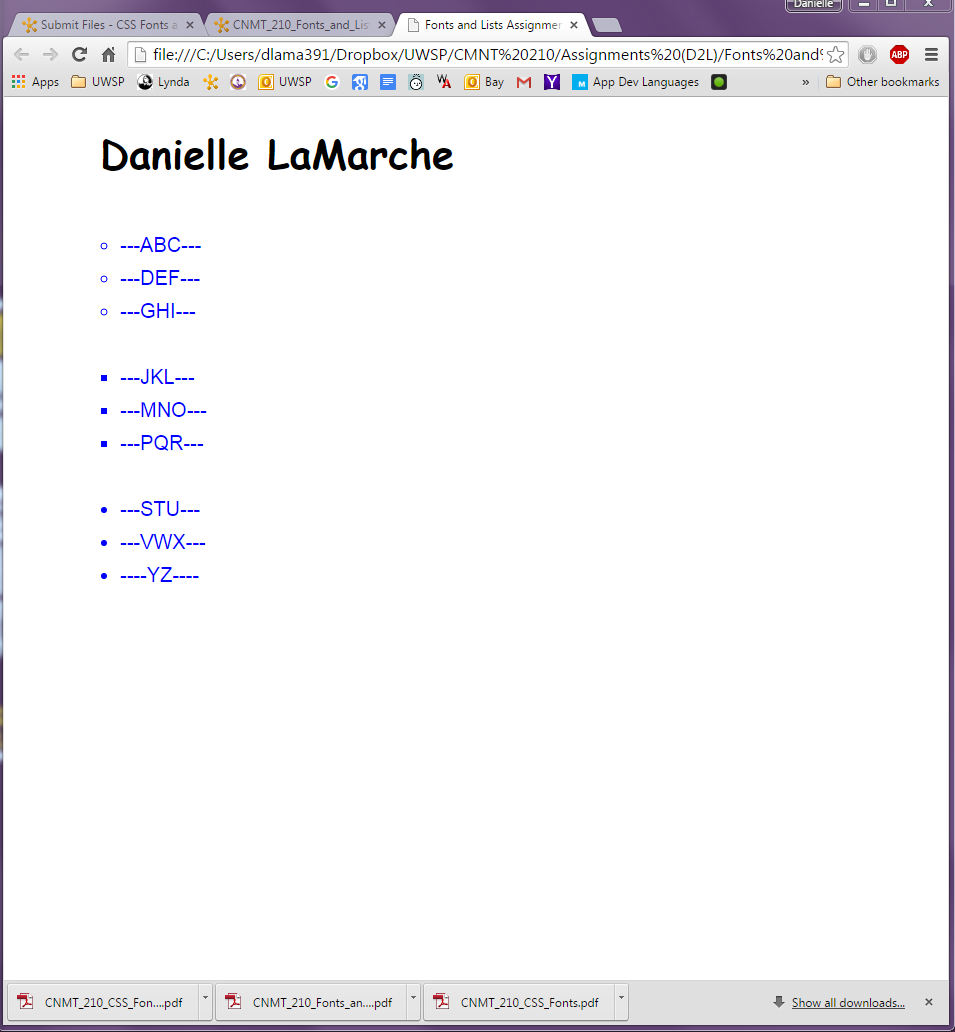 Danielle
Submit Files - CSS Fonts a
CNMT_210_Fonts_and_Lis
Fonts and Lists Assignmen
file:///C:/Users/dlama391/Dropbox/UWSP/CMNT%20210/Assignments%20(D2L)/Fonts%20and%
ABP
Apps UWSP Lynda UWSP Bay App Dev Languages » Other bookmarks
Danielle LaMarche
---ABC---
---DEF---
---GHI---
---JKL---
---MNO---
---PQR---
---STU---
---VWX---
----YZ----
CNMT_210_CSS_Fon....pdf CNMT_210_Fonts_an....pdf CNMT_210_CSS_Fonts.pdf Show all downloads...